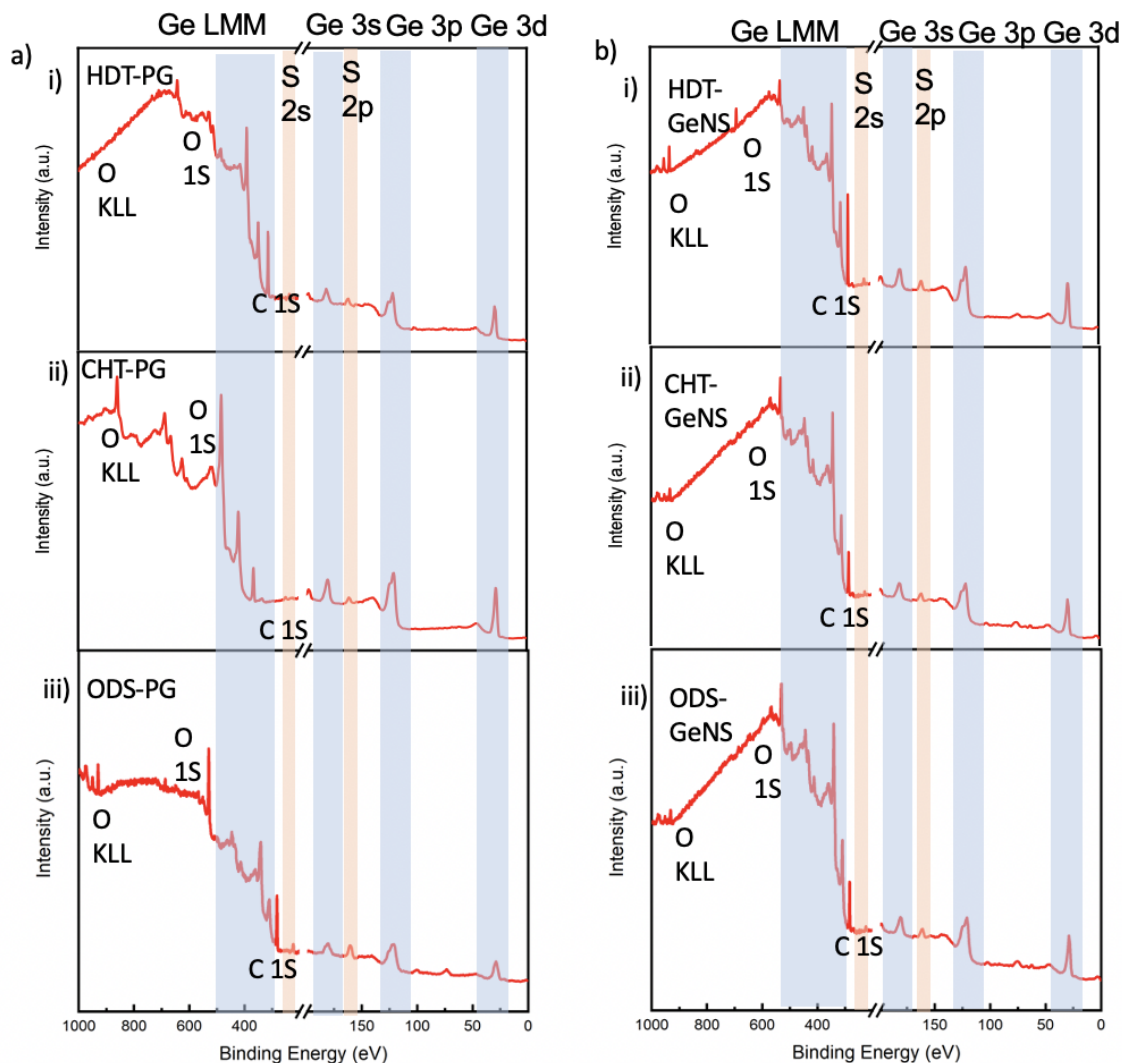 Ge LMM Ge 3s Ge 3p Ge 3d
a)
i)
HDT-PG
S
2s
S
2p
O
1S
O
KLL
C 1S
Intensity (a.u.)
ii)
CHT-PG
O
1S
O
KLL
C 1S
Intensity (a.u.)
iii)
ODS-PG
O
1S
O
KLL
C 1S
Intensity (a.u.)
1000 800 600 400 150 100 50 0
Binding Energy (eV)
Ge LMM Ge 3s Ge 3p Ge 3d
b)
i)
HDT-
GeNS
S
2s
S
2p
O
1S
O
KLL
C 1S
Intensity (a.u.)
ii)
CHT-
GeNS
O
1S
O
KLL
C 1S
Intensity (a.u.)
iii)
ODS-
GeNS
O
1S
O
KLL
C 1S
Intensity (a.u.)
1000 800 600 400 150 100 50 0
Binding Energy (eV)